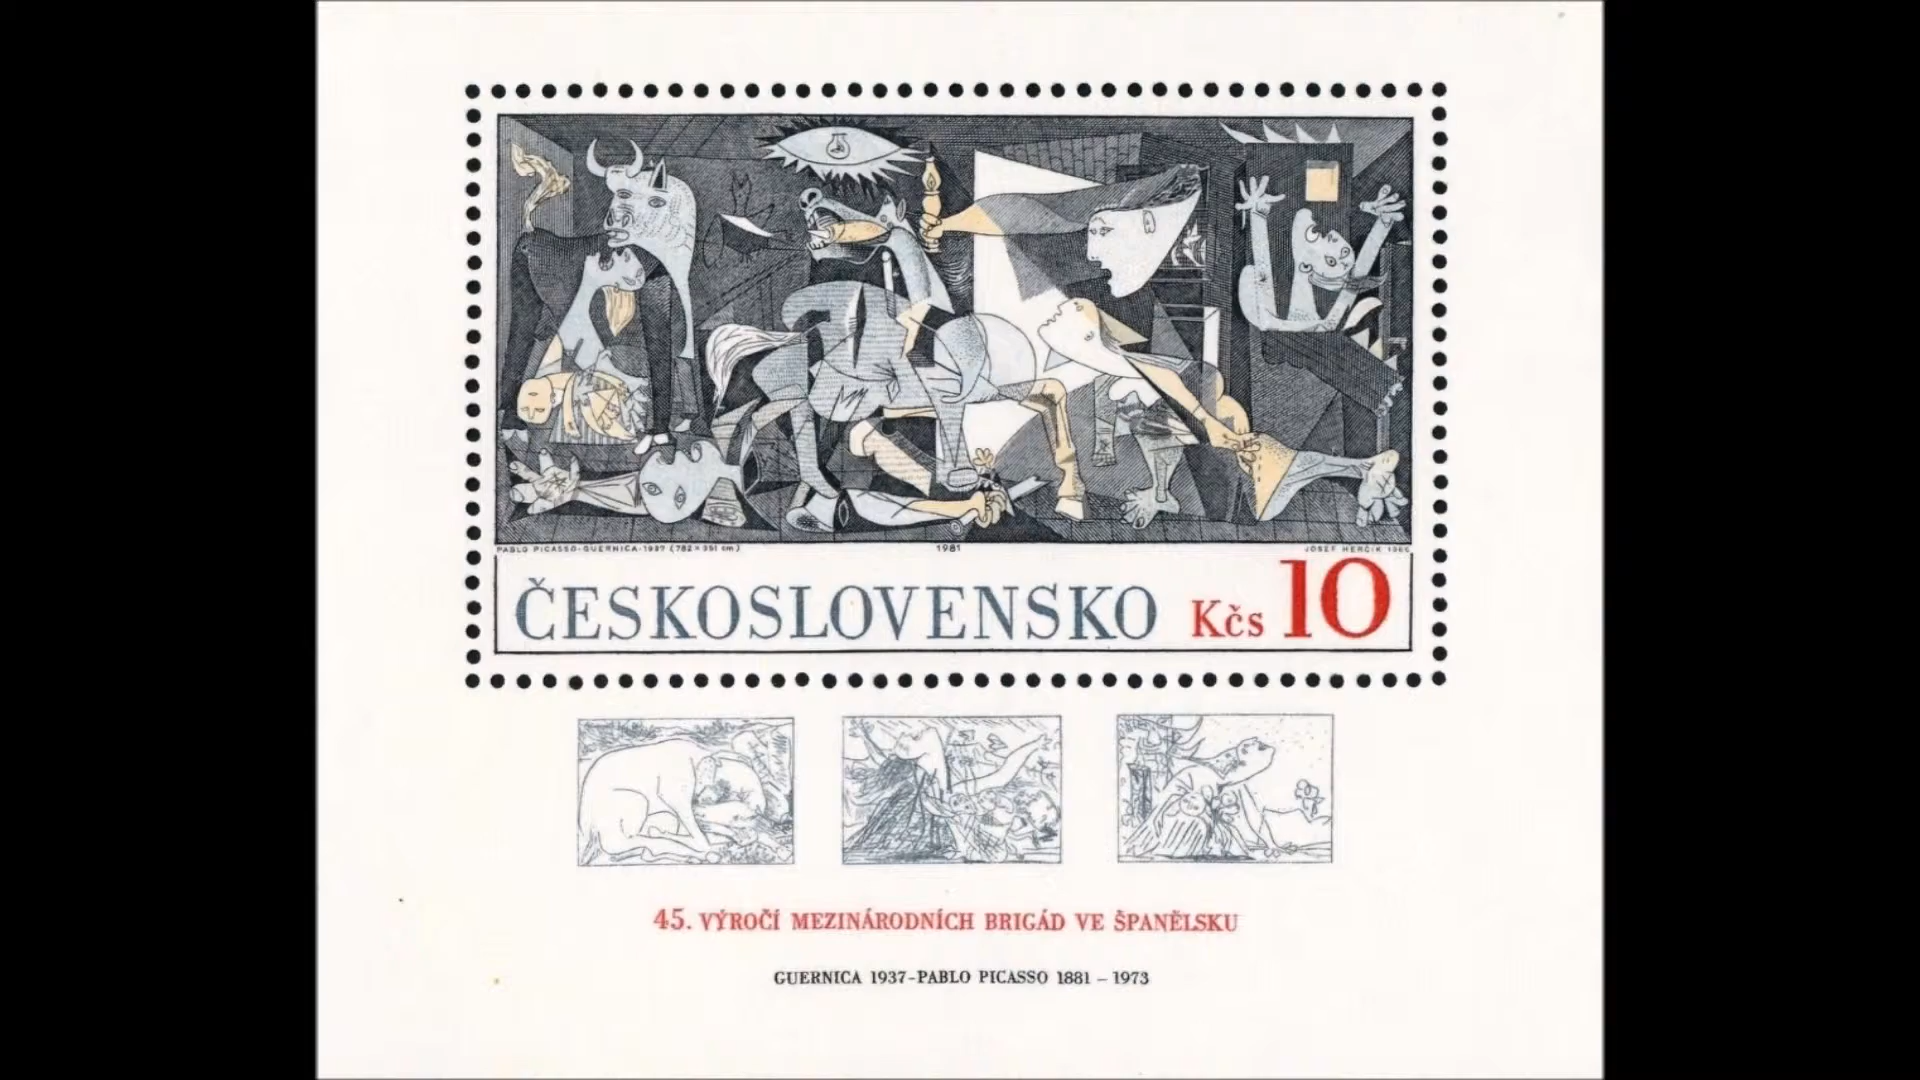 PABLO PICASSO-GUERNICA-1937 (782×351 cm)
1981
JOSEF HERČÍK 1966
ČESKOSLOVENSKO Kčs 10
45. VÝROČÍ MEZINÁRODNÍCH BRIGÁD VE ŠPANĚLSKU
GUERNICA 1937-PABLO PICASSO 1881 – 1973